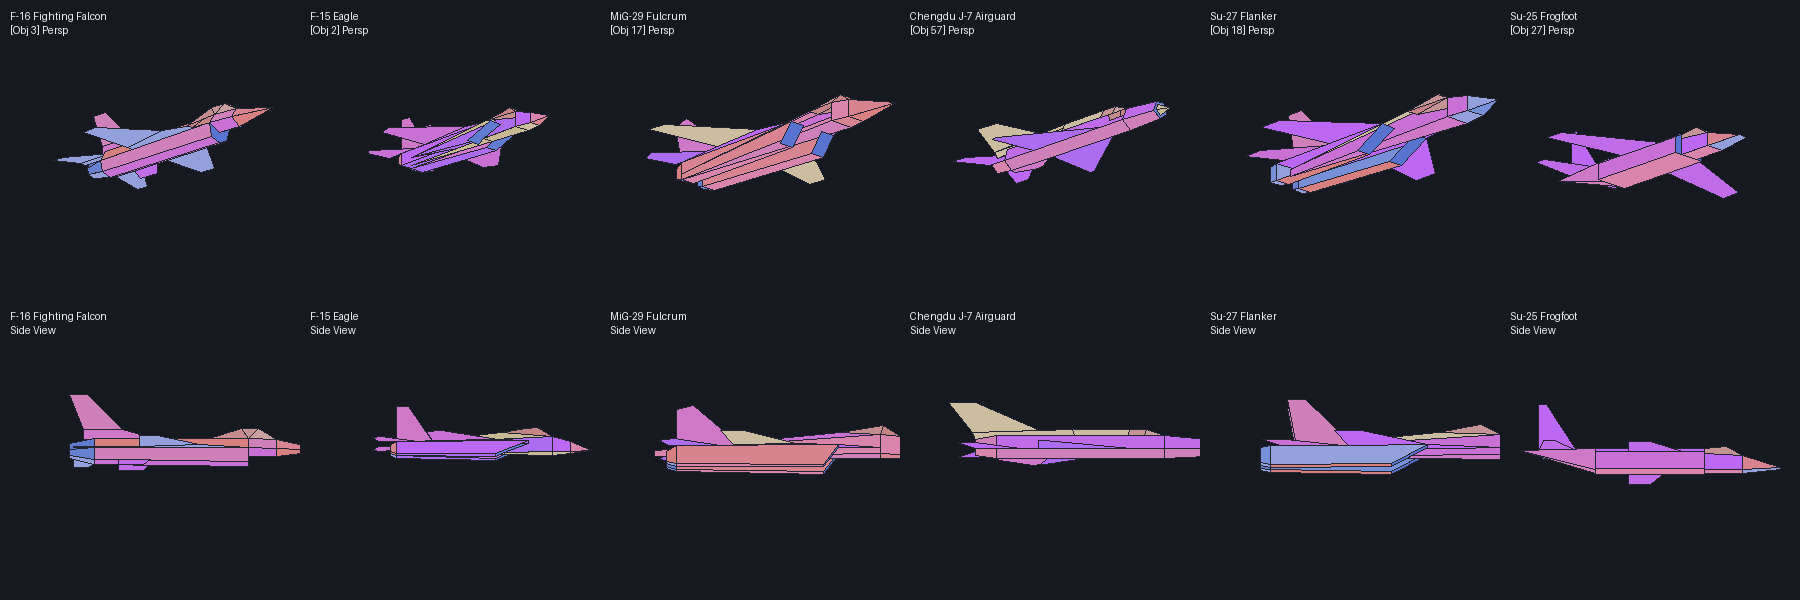 F-16 Fighting Falcon
[Obj 3] Persp
F-15 Eagle
[Obj 2] Persp
MiG-29 Fulcrum
[Obj 17] Persp
Chengdu J-7 Airguard
[Obj 57] Persp
Su-27 Flanker
[Obj 18] Persp
Su-25 Frogfoot
[Obj 27] Persp
F-16 Fighting Falcon
Side View
F-15 Eagle
Side View
MiG-29 Fulcrum
Side View
Chengdu J-7 Airguard
Side View
Su-27 Flanker
Side View
Su-25 Frogfoot
Side View